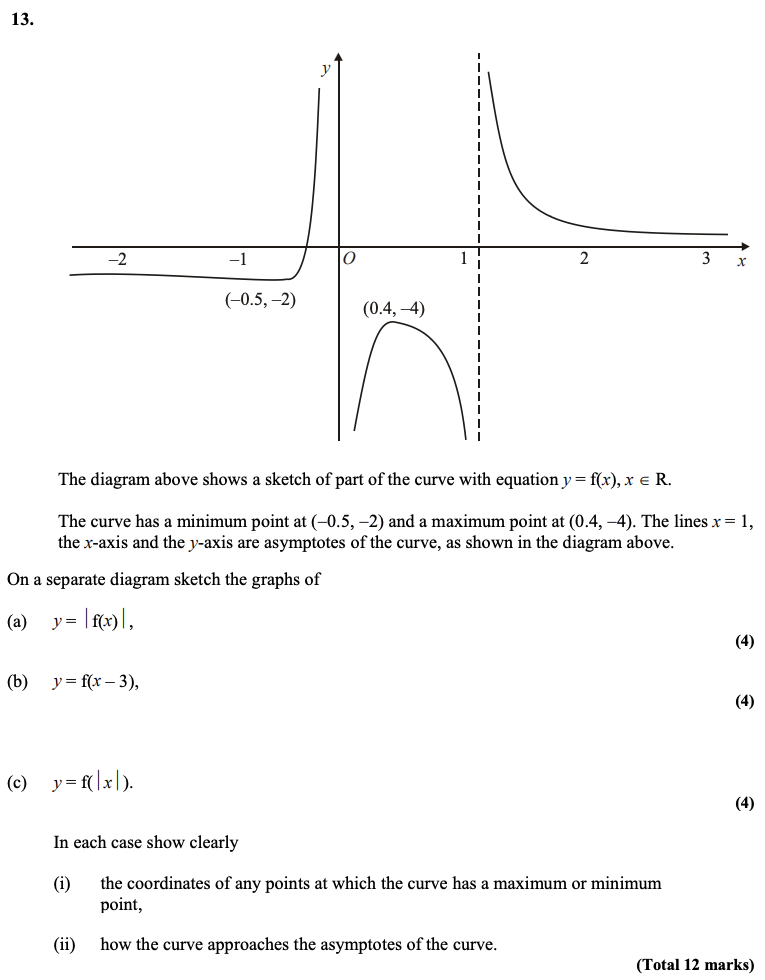 13.
y
–2
–1
O
1
2
3
x
(–0.5, –2)
(0.4, –4)
The diagram above shows a sketch of part of the curve with equation y = f(x), x ∈ R.
The curve has a minimum point at (–0.5, –2) and a maximum point at (0.4, –4). The lines x = 1,
the x-axis and the y-axis are asymptotes of the curve, as shown in the diagram above.
On a separate diagram sketch the graphs of
(a) y = |f(x)|,
(4)
(b) y = f(x – 3),
(4)
(c) y = f(|x|).
(4)
In each case show clearly
(i) the coordinates of any points at which the curve has a maximum or minimum
point,
(ii) how the curve approaches the asymptotes of the curve.
(Total 12 marks)